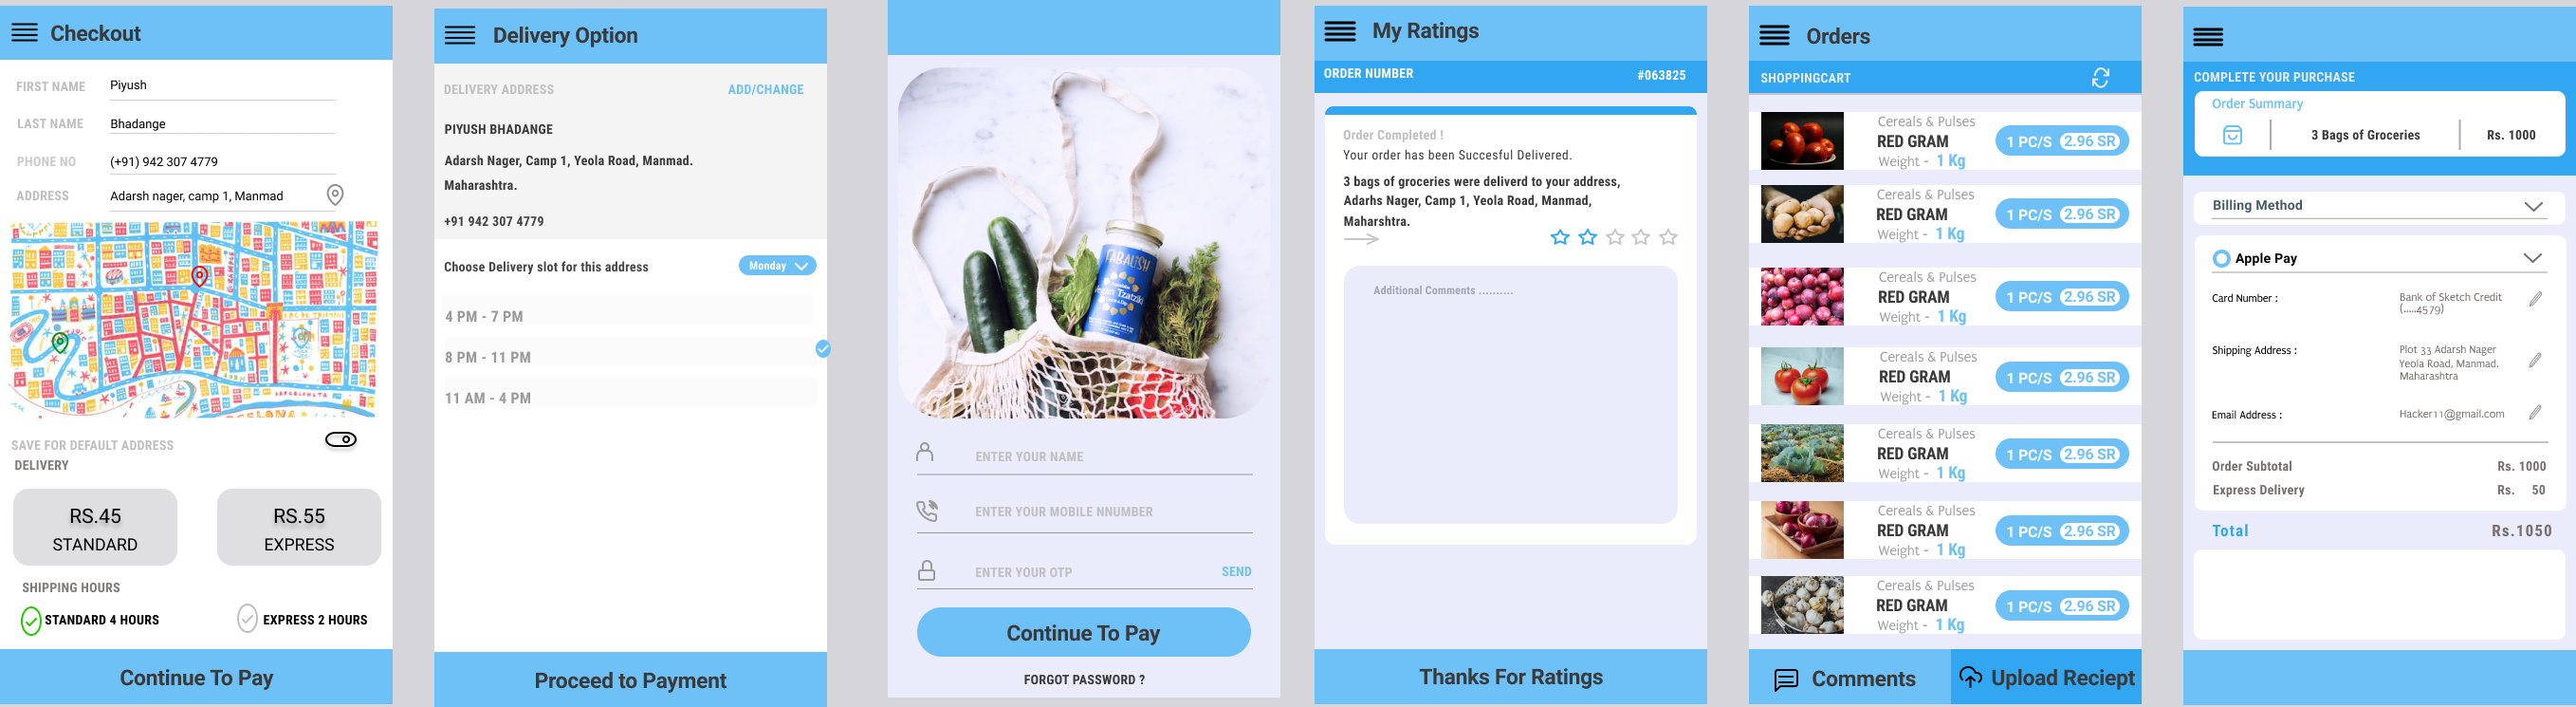 Checkout
FIRST NAME Piyush
LAST NAME Bhadange
PHONE NO (+91) 942 307 4779
ADDRESS Adarsh nager, camp 1, Manmad
SAVE FOR DEFAULT ADDRESS
DELIVERY
RS.45
STANDARD
RS.55
EXPRESS
SHIPPING HOURS
STANDARD 4 HOURS
EXPRESS 2 HOURS
Continue To Pay
Delivery Option
DELIVERY ADDRESS ADD/CHANGE
PIYUSH BHADANGE
Adarsh Nager, Camp 1, Yeola Road, Manmad.
Maharashtra.
+91 942 307 4779
Choose Delivery slot for this address Monday
4 PM - 7 PM
8 PM - 11 PM
11 AM - 4 PM
Proceed to Payment
FABALISH
Vegan Tzatziki
ENTER YOUR NAME
ENTER YOUR MOBILE NNUMBER
ENTER YOUR OTP SEND
Continue To Pay
FORGOT PASSWORD ?
My Ratings
ORDER NUMBER #063825
Order Completed !
Your order has been Succesful Delivered.
3 bags of groceries were deliverd to your address,
Adarhs Nager, Camp 1, Yeola Road, Manmad,
Maharshtra.
Additional Comments ..........
Thanks For Ratings
Orders
SHOPPINGCART
Cereals & Pulses
RED GRAM
Weight - 1 Kg
1 PC/S 2.96 SR
Cereals & Pulses
RED GRAM
Weight - 1 Kg
1 PC/S 2.96 SR
Cereals & Pulses
RED GRAM
Weight - 1 Kg
1 PC/S 2.96 SR
Cereals & Pulses
RED GRAM
Weight - 1 Kg
1 PC/S 2.96 SR
Cereals & Pulses
RED GRAM
Weight - 1 Kg
1 PC/S 2.96 SR
Cereals & Pulses
RED GRAM
Weight - 1 Kg
1 PC/S 2.96 SR
Cereals & Pulses
RED GRAM
Weight - 1 Kg
1 PC/S 2.96 SR
Comments
Upload Reciept
COMPLETE YOUR PURCHASE
Order Summary
3 Bags of Groceries Rs. 1000
Billing Method
Apple Pay
Card Number : Bank of Sketch Credit
(.....4579)
Shipping Address : Plot 33 Adarsh Nager
Yeola Road, Manmad.
Maharashtra
Email Address : Hacker11@gmail.com
Order Subtotal Rs. 1000
Express Delivery Rs. 50
Total Rs.1050